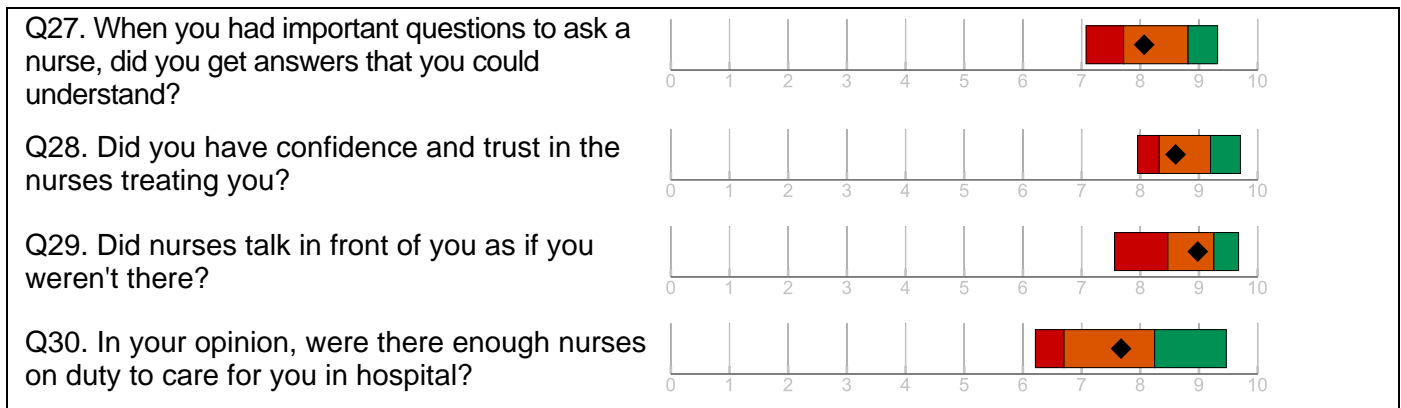 Q27. When you had important questions to ask a
nurse, did you get answers that you could
understand?
0 1 2 3 4 5 6 7 8 9 10
Q28. Did you have confidence and trust in the
nurses treating you?
0 1 2 3 4 5 6 7 8 9 10
Q29. Did nurses talk in front of you as if you
weren't there?
0 1 2 3 4 5 6 7 8 9 10
Q30. In your opinion, were there enough nurses
on duty to care for you in hospital?
0 1 2 3 4 5 6 7 8 9 10